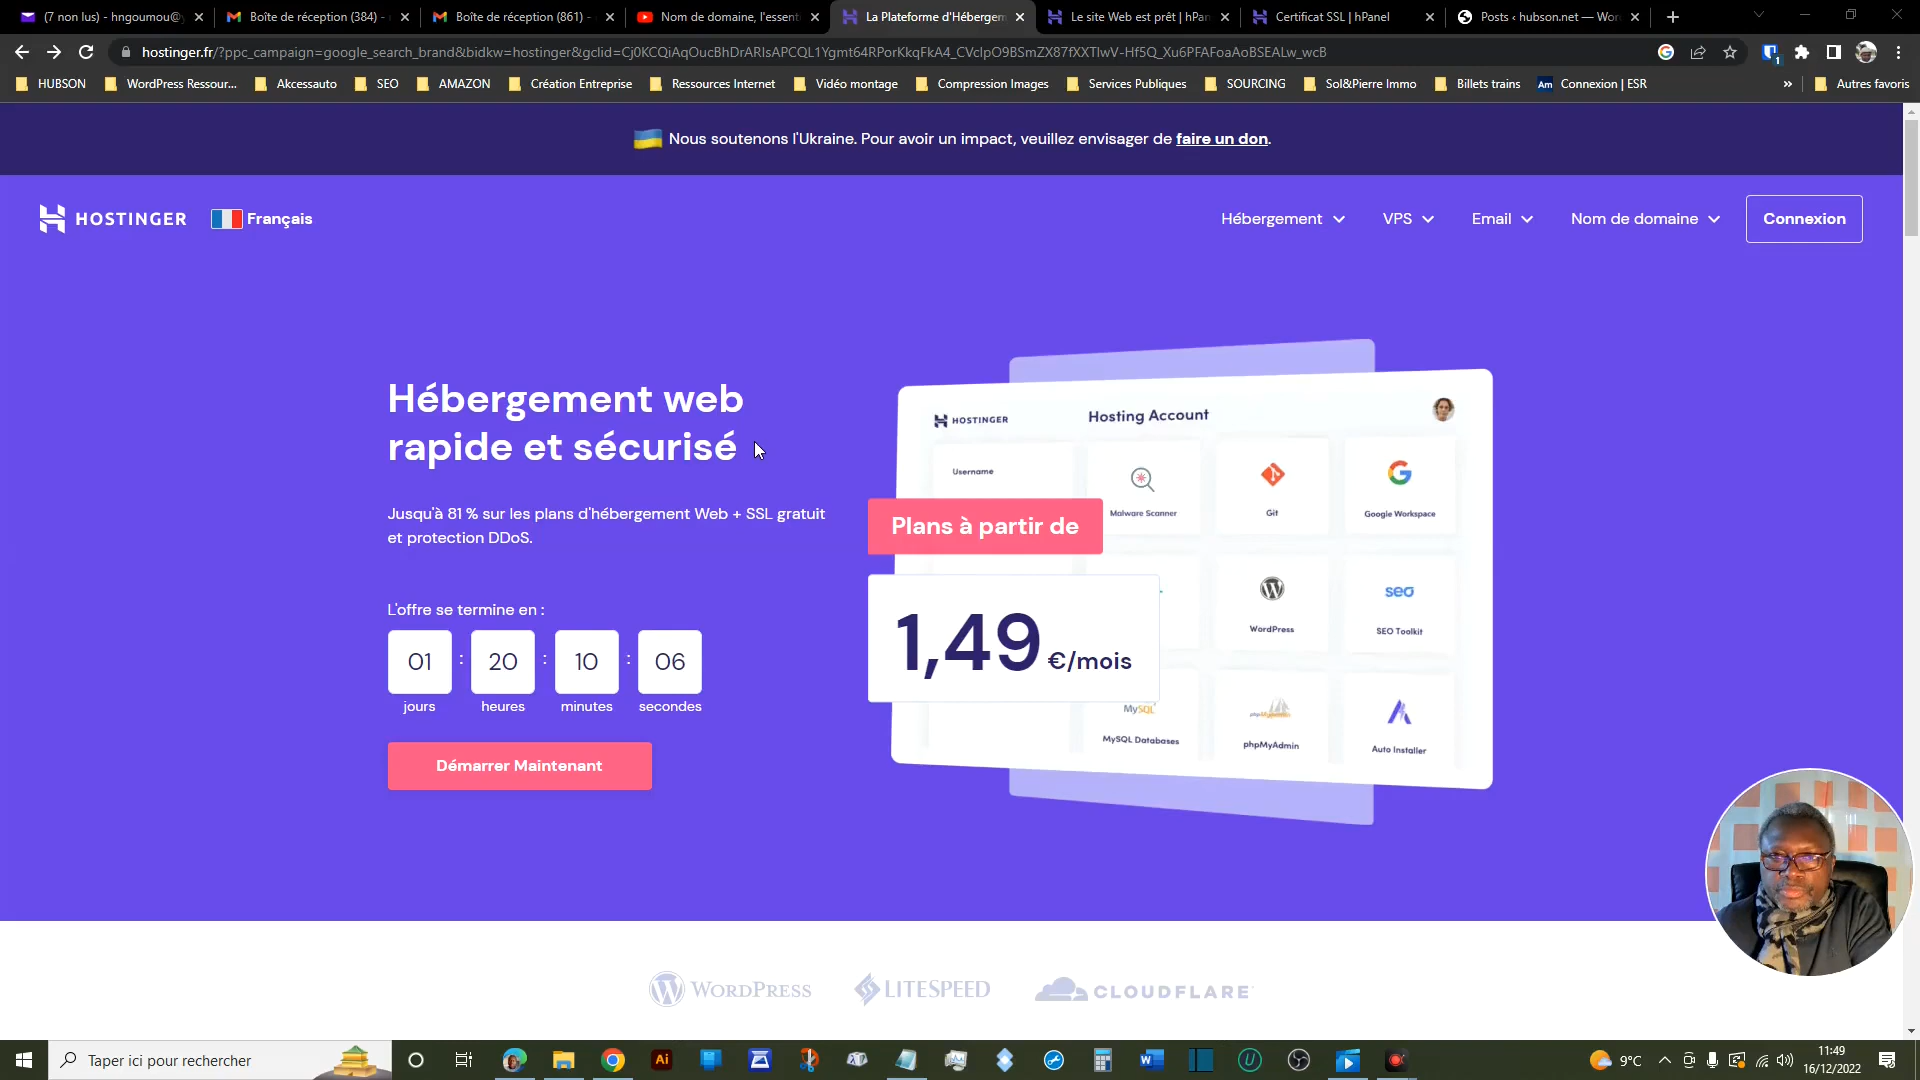 (7 non lus) - hngoumou@y
Boîte de réception (384) -
Boîte de réception (861) -
Nom de domaine, l'essent
La Plateforme d'Hébergem
Le site Web est prêt | hPan
Certificat SSL | hPanel
Posts ‹ hubson.net — Wor
hostinger.fr/?ppc_campaign=google_search_brand&bidkw=hostinger&gclid=Cj0KCQiAqOucBhDrARIsAPCQL1Ygmt64RPorKkqFkA4_CVclpO9BSmZX87fXXTlwV-Hf5Q_Xu6PFAFoaAoBSEALw_wcB
HUBSON
WordPress Ressour...
Akcessauto
SEO
AMAZON
Création Entreprise
Ressources Internet
Vidéo montage
Compression Images
Services Publiques
SOURCING
Sol&Pierre Immo
Billets trains
Am Connexion | ESR
»
Autres favoris
Nous soutenons l'Ukraine. Pour avoir un impact, veuillez envisager de faire un don.
HOSTINGER
Français
Hébergement
VPS
Email
Nom de domaine
Connexion
Hébergement web
rapide et sécurisé
Jusqu'à 81 % sur les plans d'hébergement Web + SSL gratuit
et protection DDoS.
L'offre se termine en :
01 : 20 : 10 : 06
jours heures minutes secondes
Démarrer Maintenant
HOSTINGER
Hosting Account
Username
Malware Scanner
Git
Google Workspace
Plans à partir de
1,49 €/mois
WordPress
seo
SEO Toolkit
MySQL
MySQL Databases
phpMyAdmin
Auto Installer
WORDPRESS
LITESPEED
CLOUDFLARE
Taper ici pour rechercher
Ai
9°C
11:49
16/12/2022